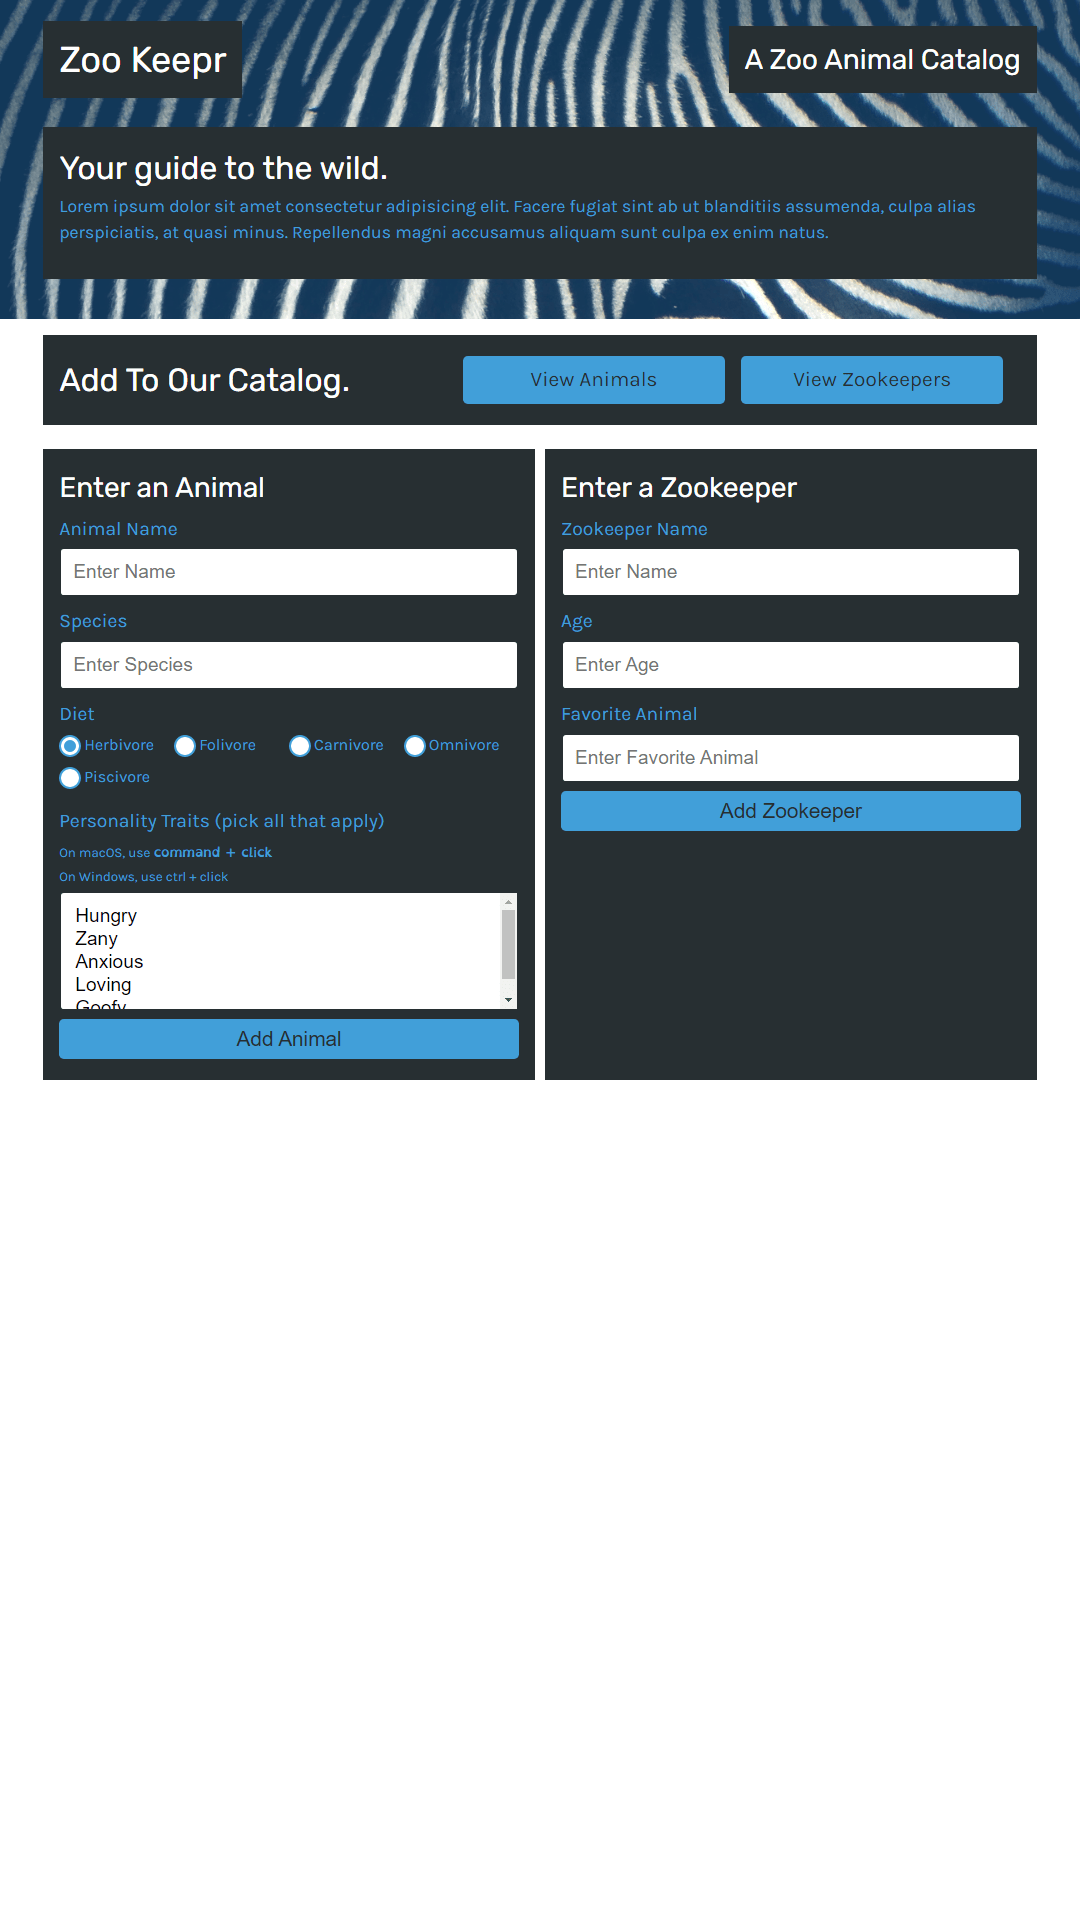 Zoo Keepr
A Zoo Animal Catalog
Your guide to the wild.
Lorem ipsum dolor sit amet consectetur adipisicing elit. Facere fugiat sint ab ut blanditiis assumenda, culpa alias
perspiciatis, at quasi minus. Repellendus magni accusamus aliquam sunt culpa ex enim natus.
Add To Our Catalog.
View Animals
View Zookeepers
Enter an Animal
Animal Name
Enter Name
Species
Enter Species
Diet
Herbivore Folivore Carnivore Omnivore
Piscivore
Personality Traits (pick all that apply)
On macOS, use command + click
On Windows, use ctrl + click
Hungry
Zany
Anxious
Loving
Goofy
Add Animal
Enter a Zookeeper
Zookeeper Name
Enter Name
Age
Enter Age
Favorite Animal
Enter Favorite Animal
Add Zookeeper